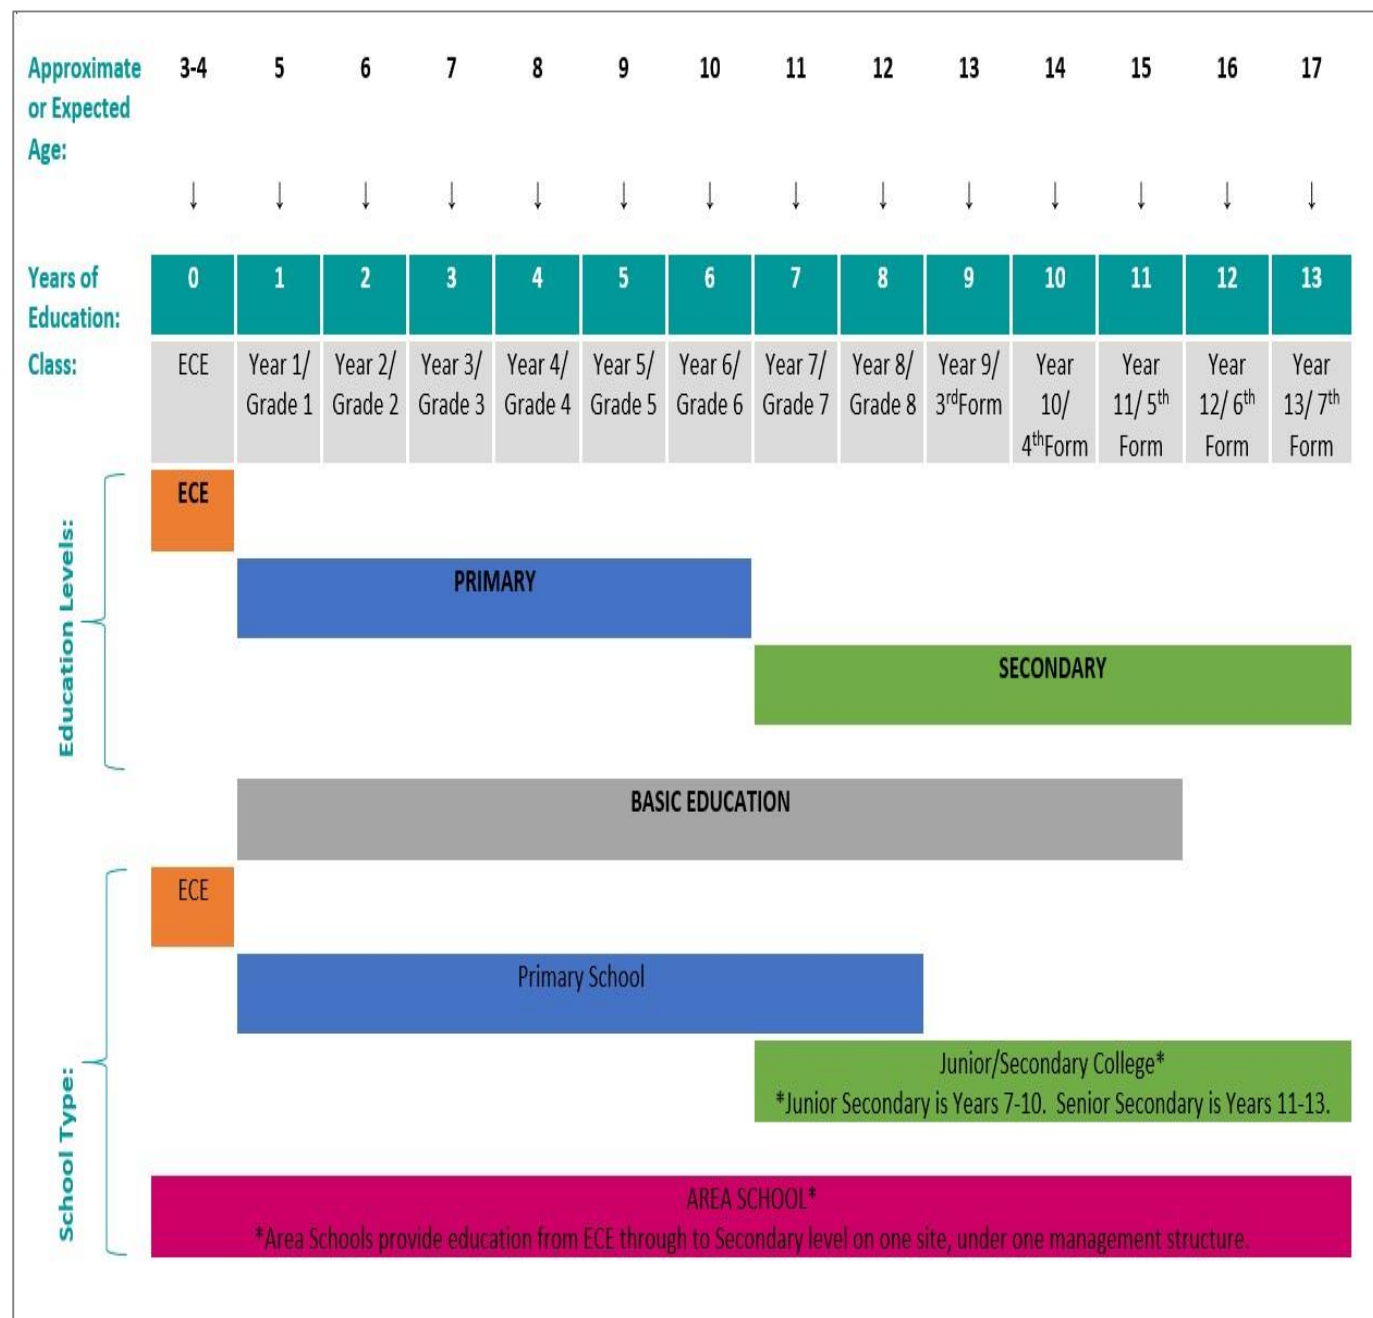 Approximate 3-4 5 6 7 8 9 10 11 12 13 14 15 16 17
or Expected
Age:
↓ ↓ ↓ ↓ ↓ ↓ ↓ ↓ ↓ ↓ ↓ ↓ ↓ ↓
Years of 0 1 2 3 4 5 6 7 8 9 10 11 12 13
Education:
Class: ECE Year 1/ Year 2/ Year 3/ Year 4/ Year 5/ Year 6/ Year 7/ Year 8/ Year 9/ Year Year Year Year
Grade 1 Grade 2 Grade 3 Grade 4 Grade 5 Grade 6 Grade 7 Grade 8 3rdForm 10/ 11/ 5th 12/ 6th 13/ 7th
4thForm Form Form Form
Education Levels:
ECE
PRIMARY
SECONDARY
BASIC EDUCATION
School Type:
ECE
Primary School
Junior/Secondary College*
*Junior Secondary is Years 7-10. Senior Secondary is Years 11-13.
AREA SCHOOL*
*Area Schools provide education from ECE through to Secondary level on one site, under one management structure.